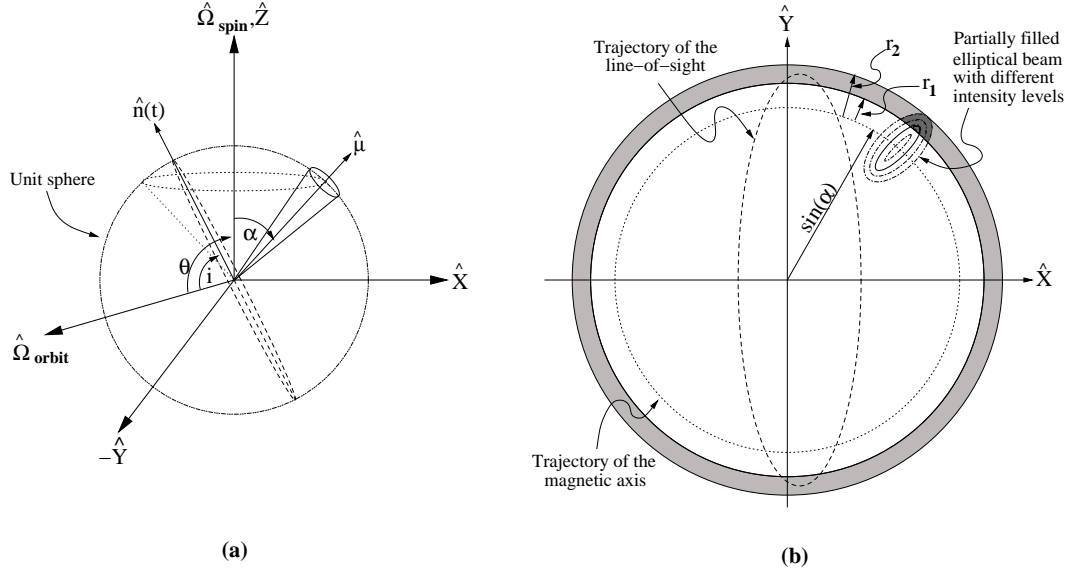 Ω̂spin,Ẑ
n̂(t)
μ̂
Unit sphere
α
θ
i
X̂
Ω̂orbit
−Ŷ
(a)
Ŷ
Trajectory of the
line−of−sight
r2
r1
Partially filled
elliptical beam
with different
intensity levels
sin(α)
X̂
Trajectory of the
magnetic axis
(b)